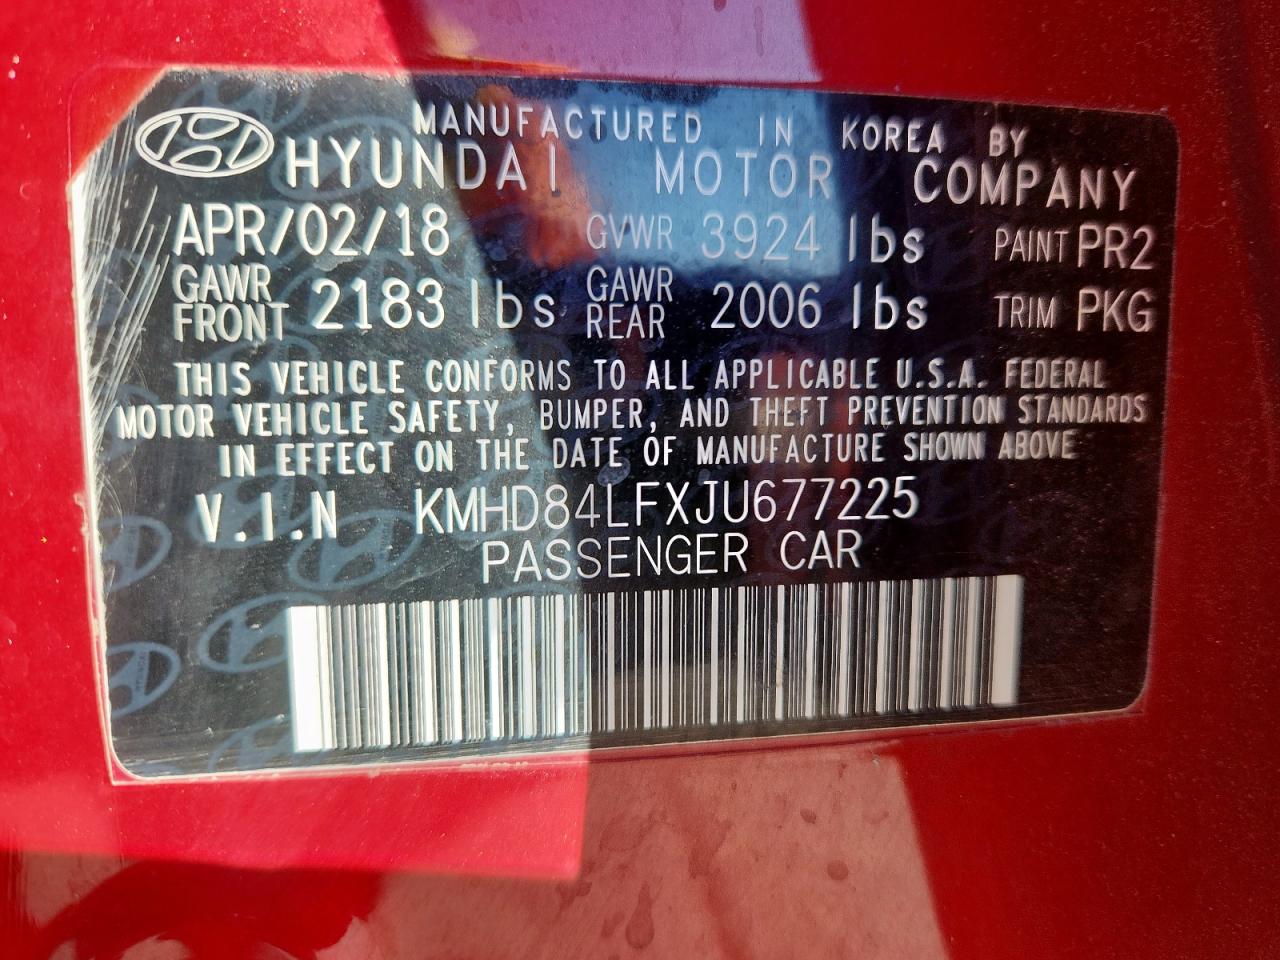 MANUFACTURED IN KOREA BY
HYUNDAI MOTOR COMPANY
APR/02/18 GVWR 3924 lbs PAINT PR2
GAWR FRONT 2183 lbs GAWR REAR 2006 lbs TRIM PKG
THIS VEHICLE CONFORMS TO ALL APPLICABLE U.S.A. FEDERAL
MOTOR VEHICLE SAFETY, BUMPER, AND THEFT PREVENTION STANDARDS
IN EFFECT ON THE DATE OF MANUFACTURE SHOWN ABOVE
V.I.N KMHD84LFXJU677225
PASSENGER CAR